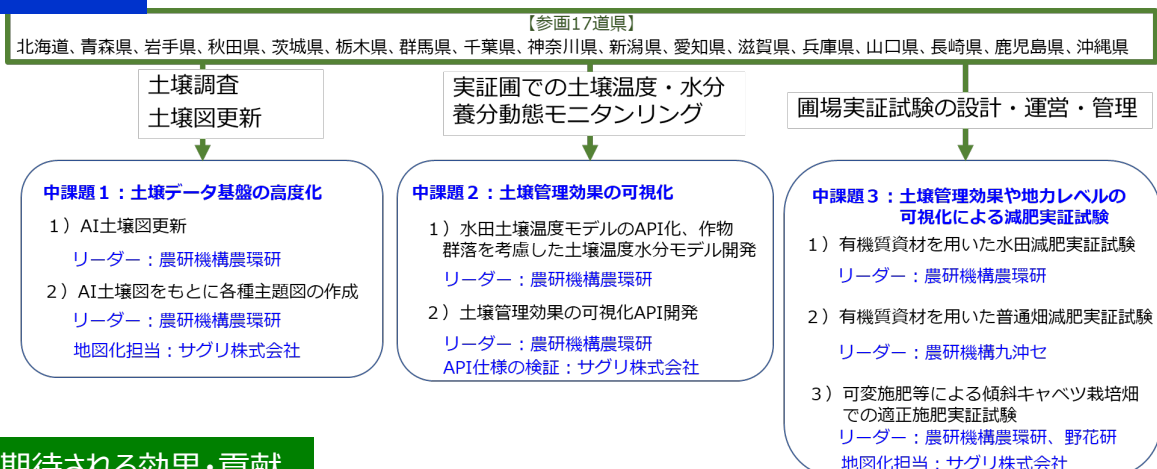 【参画17道県】
北海道、青森県、岩手県、秋田県、茨城県、栃木県、群馬県、千葉県、神奈川県、新潟県、愛知県、滋賀県、兵庫県、山口県、長崎県、鹿児島県、沖縄県
土壌調査
土壌図更新
実証圃での土壌温度・水分
養分動態モニタンリング
圃場実証試験の設計・運営・管理
中課題１：土壌データ基盤の高度化
１）AI土壌図更新
リーダー：農研機構農環研
２）AI土壌図をもとに各種主題図の作成
リーダー：農研機構農環研
地図化担当：サグリ株式会社
中課題２：土壌管理効果の可視化
１）水田土壌温度モデルのAPI化、作物
群落を考慮した土壌温度水分モデル開発
リーダー：農研機構農環研
２）土壌管理効果の可視化API開発
リーダー：農研機構農環研
API仕様の検証：サグリ株式会社
中課題３：土壌管理効果や地力レベルの
可視化による減肥実証試験
１）有機質資材を用いた水田減肥実証試験
リーダー：農研機構農環研
２）有機質資材を用いた普通畑減肥実証試験
リーダー：農研機構九沖セ
３）可変施肥等による傾斜キャベツ栽培畑
での適正施肥実証試験
リーダー：農研機構農環研、野花研
地図化担当：サグリ株式会社
期待される効果・貢献